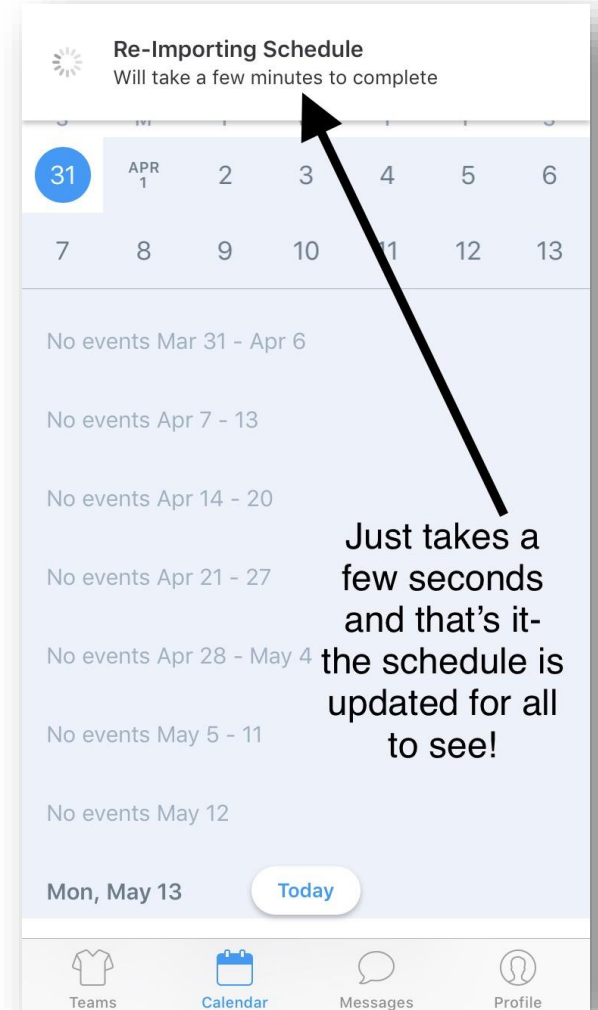 Re-Importing Schedule
Will take a few minutes to complete
31 APR 1 2 3 4 5 6
7 8 9 10 11 12 13
No events Mar 31 - Apr 6
No events Apr 7 - 13
No events Apr 14 - 20
No events Apr 21 - 27
No events Apr 28 - May 4
No events May 5 - 11
No events May 12
Just takes a
few seconds
and that's it-
the schedule is
updated for all
to see!
Mon, May 13 Today
Teams Calendar Messages Profile